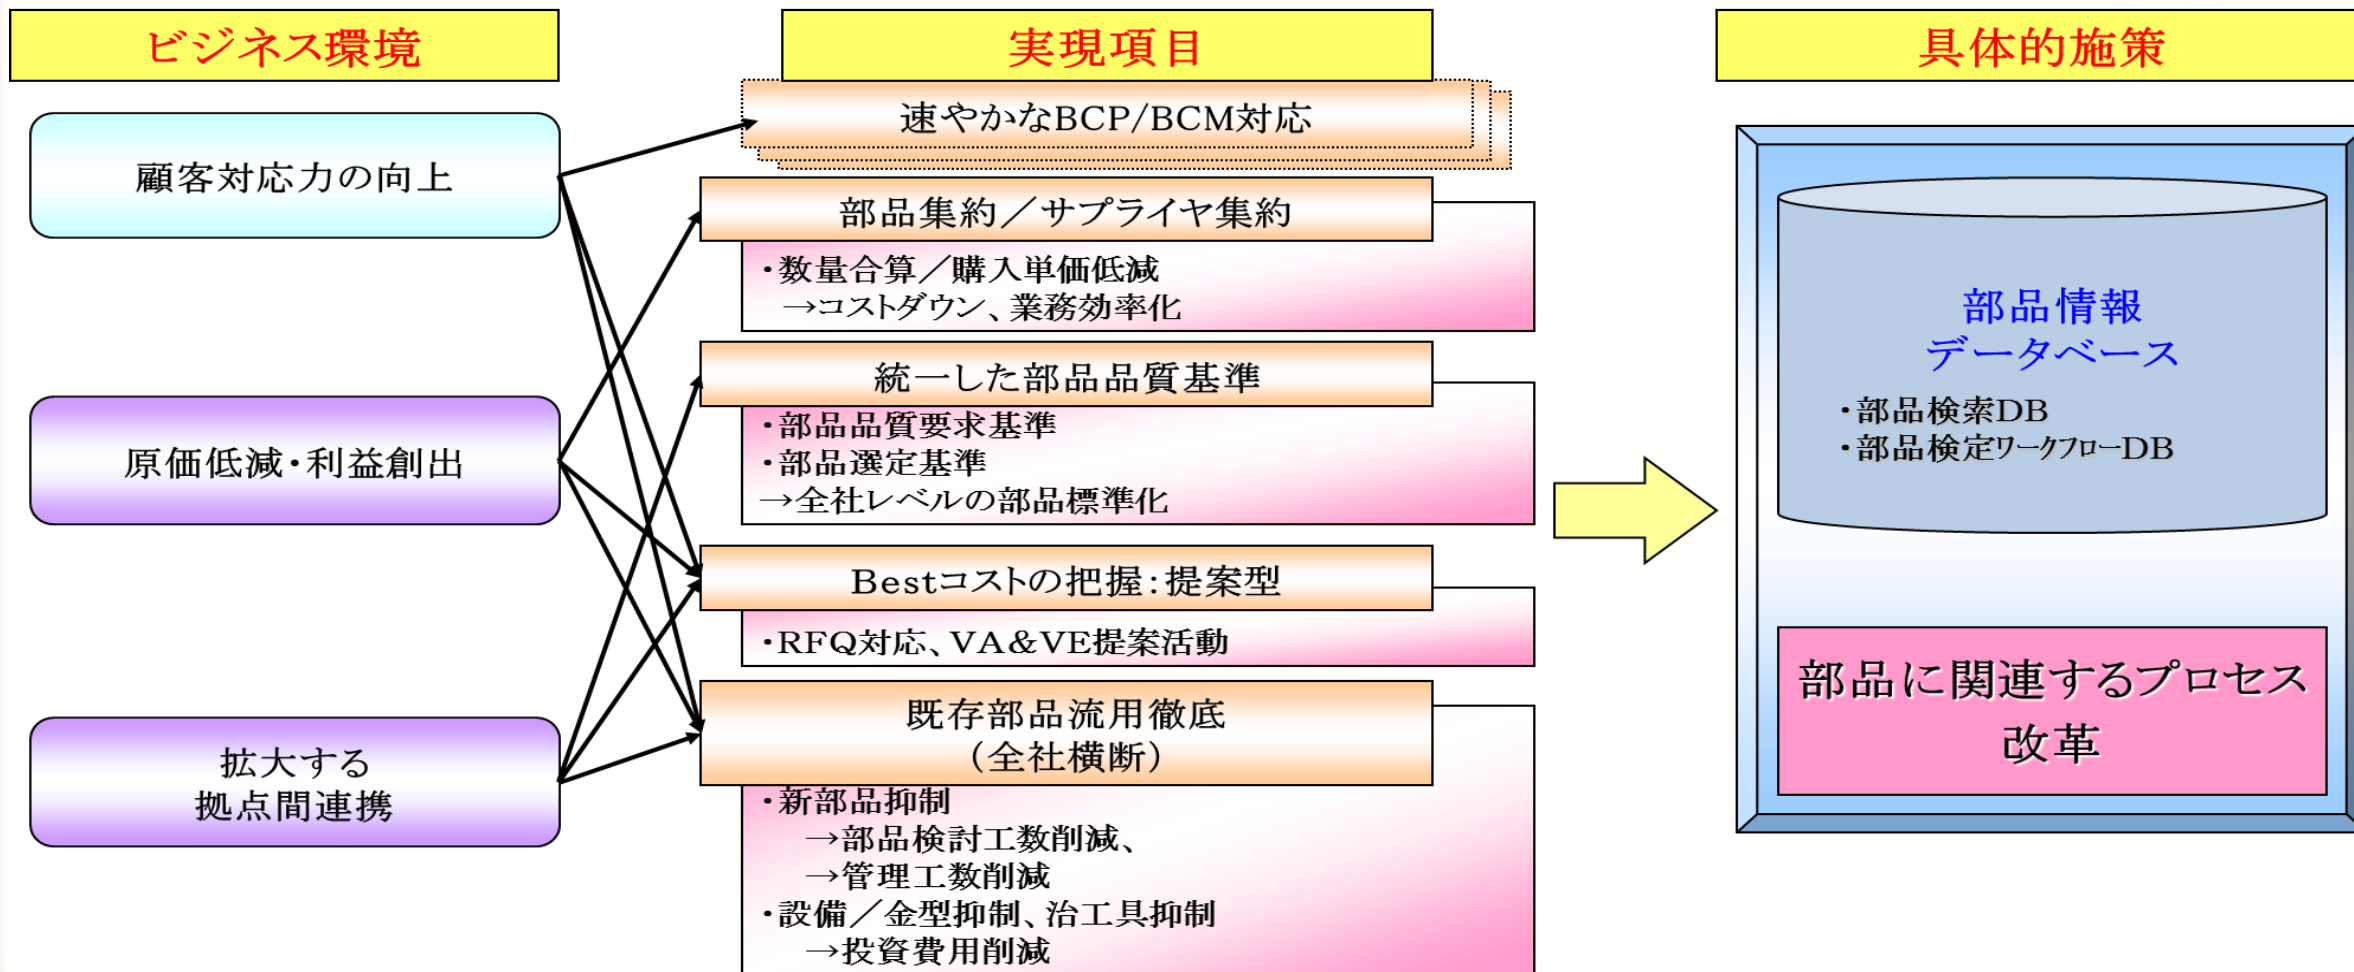 ビジネス環境
実現項目
具体的施策
顧客対応力の向上
原価低減・利益創出
拡大する
拠点間連携
速やかなBCP/BCM対応
部品集約／サプライヤ集約
・数量合算／購入単価低減
→コストダウン、業務効率化
統一した部品品質基準
・部品品質要求基準
・部品選定基準
→全社レベルの部品標準化
Bestコストの把握：提案型
・RFQ対応、VA&VE提案活動
既存部品流用徹底
（全社横断）
・新部品抑制
→部品検討工数削減、
→管理工数削減
・設備／金型抑制、治工具抑制
→投資費用削減
部品情報
データベース
・部品検索DB
・部品検定ワークフローDB
部品に関連するプロセス
改革